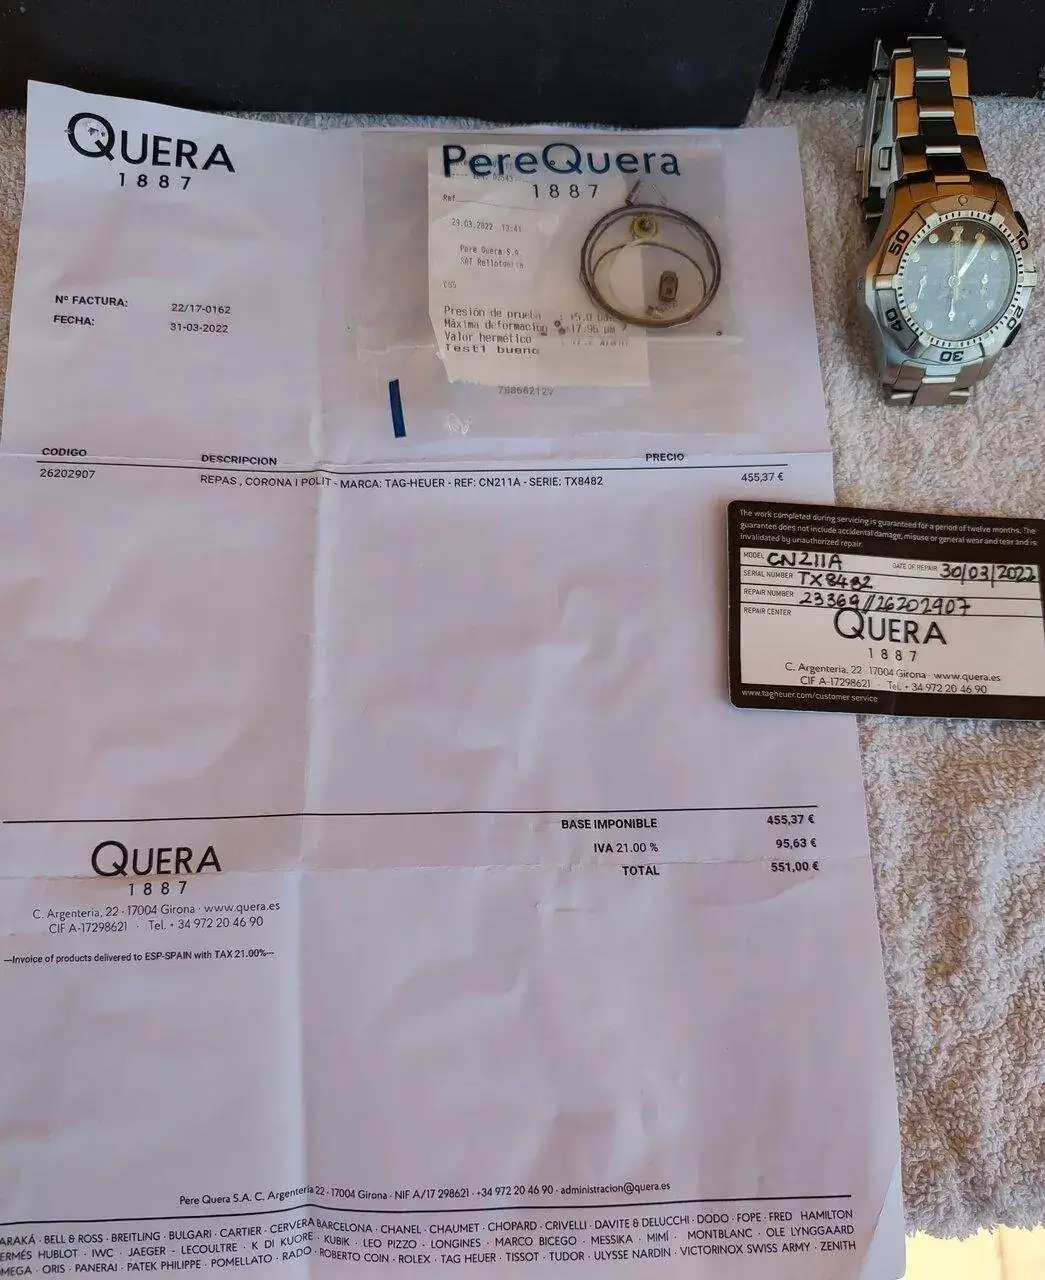 QUERA
1887
PereQuera
1887
Ref
29.03.2022 13:41
Pere Quera S.A.
SAT Rellotgeria
Presión de prueba :
Máxima deformacion
Valor hermético
Test1 bueno
Nº FACTURA: 22/17-0162
FECHA: 31-03-2022
CODIGO DESCRIPCION PRECIO
26202907 REPAS , CORONA I POLIT - MARCA: TAG-HEUER - REF: CN211A - SERIE: TX8482 455,37 €
10
20
30
40
50
The work completed during servicing is guaranteed for a period of twelve months. The
guarantee does not include accidental damage, misuse or general wear and tear and is
invalidated by unauthorized repair.
MODEL CN211A DATE OF REPAIR 30/03/2022
SERIAL NUMBER TX8482
REPAIR NUMBER 23369//26202907
REPAIR CENTER
QUERA
1887
C. Argenteria, 22 17004 Girona · www.quera.es
CIF A-17298621 · Tel. + 34 972 20 46 90
www.tagheuer.com/customer service
BASE IMPONIBLE 455,37 €
IVA 21.00 % 95,63 €
TOTAL 551,00 €
QUERA
1887
C. Argenteria, 22 · 17004 Girona · www.quera.es
CIF A-17298621 · Tel. + 34 972 20 46 90
---Invoice of products delivered to ESP-SPAIN with TAX 21.00%---
Pere Quera S.A. C. Argenteria 22 - 17004 Girona - NIF A/17 298621 - +34 972 20 46 90 - administracion@quera.es
ARAKÁ · BELL & ROSS · BREITLING · BULGARI · CARTIER · CERVERA BARCELONA · CHANEL · CHAUMET · CHOPARD · CRIVELLI · DAVITE & DELUCCHI · DODO · FOPE · FRED HAMILTON
ERMÉS HUBLOT · IWC · JAEGER - LECOULTRE · K DI KUORE · KUBIK · LEO PIZZO · LONGINES · MARCO BICEGO · MESSIKA · MIMÍ · MONTBLANC · OLE LYNGGAARD
MEGA · ORIS · PANERAI · PATEK PHILIPPE · POMELLATO · RADO · ROBERTO COIN · ROLEX · TAG HEUER · TISSOT · TUDOR · ULYSSE NARDIN · VICTORINOX SWISS ARMY · ZENITH